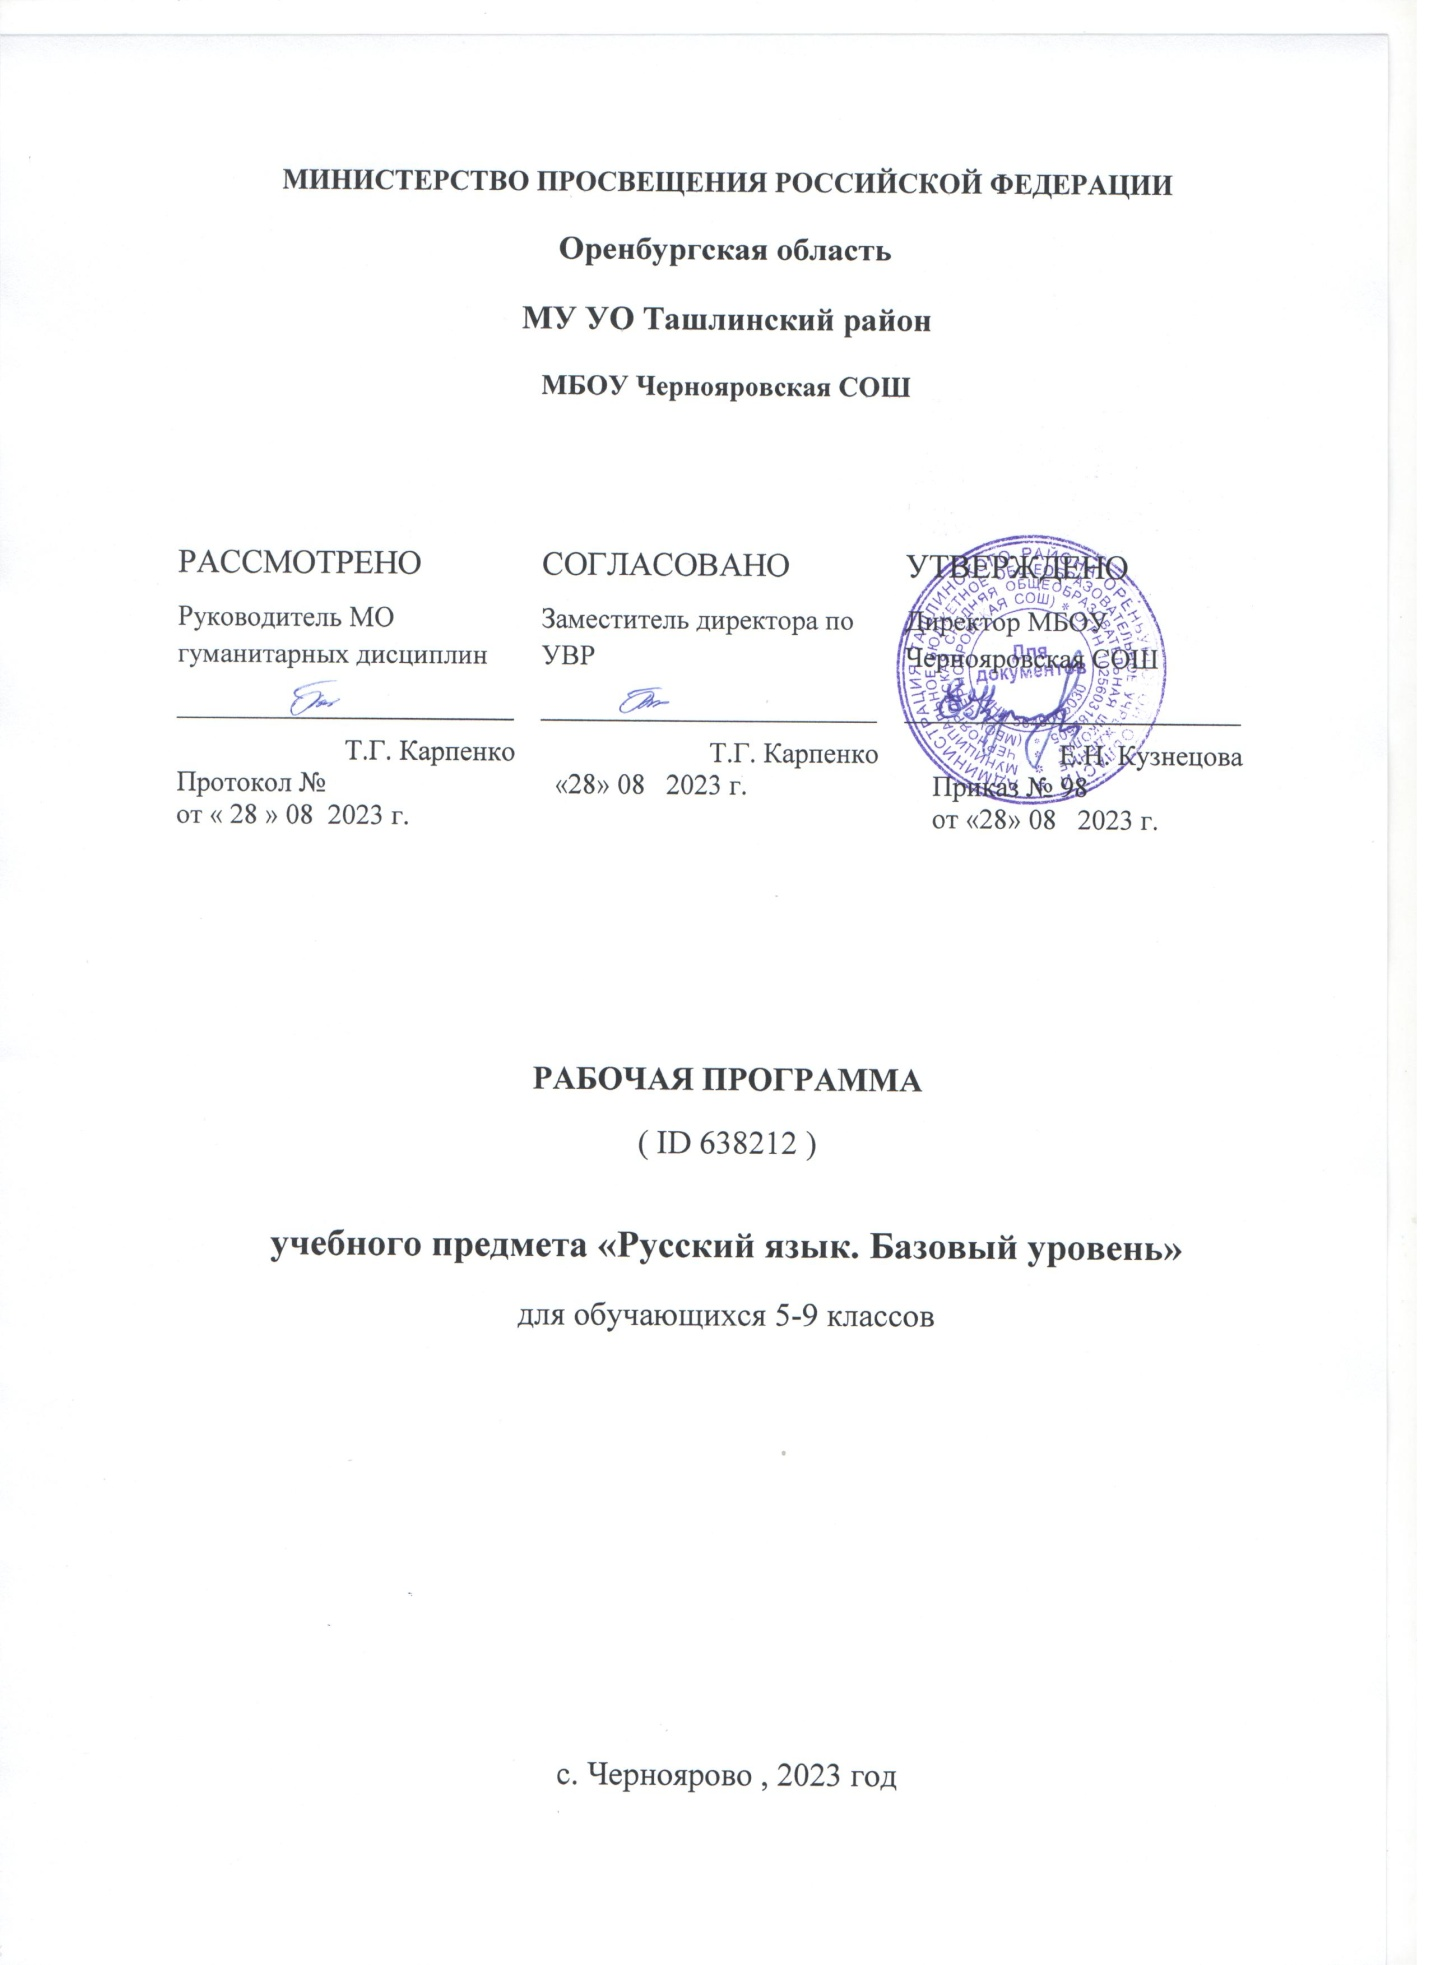 МИНИСТЕРСТВО ПРОСВЕЩЕНИЯ РОССИЙСКОЙ ФЕДЕРАЦИИ
Оренбургская область
МУ УО Ташлинский район
МБОУ Чернояровская СОШ
РАССМОТРЕНО
Руководитель МО
гуманитарных дисциплин
Т.Г. Карпенко
Протокол №
от « 28 » 08 2023 г.
СОГЛАСОВАНО
Заместитель директора по
УВР
Т.Г. Карпенко
«28» 08 2023 г.
УТВЕРЖДЕНО
Директор МБОУ
Чернояровская СОШ
Для
документов
Е.Н. Кузнецова
Приказ № 98
от «28» 08 2023 г.
РАБОЧАЯ ПРОГРАММА
( ID 638212 )
учебного предмета «Русский язык. Базовый уровень»
для обучающихся 5-9 классов
с. Черноярово , 2023 год